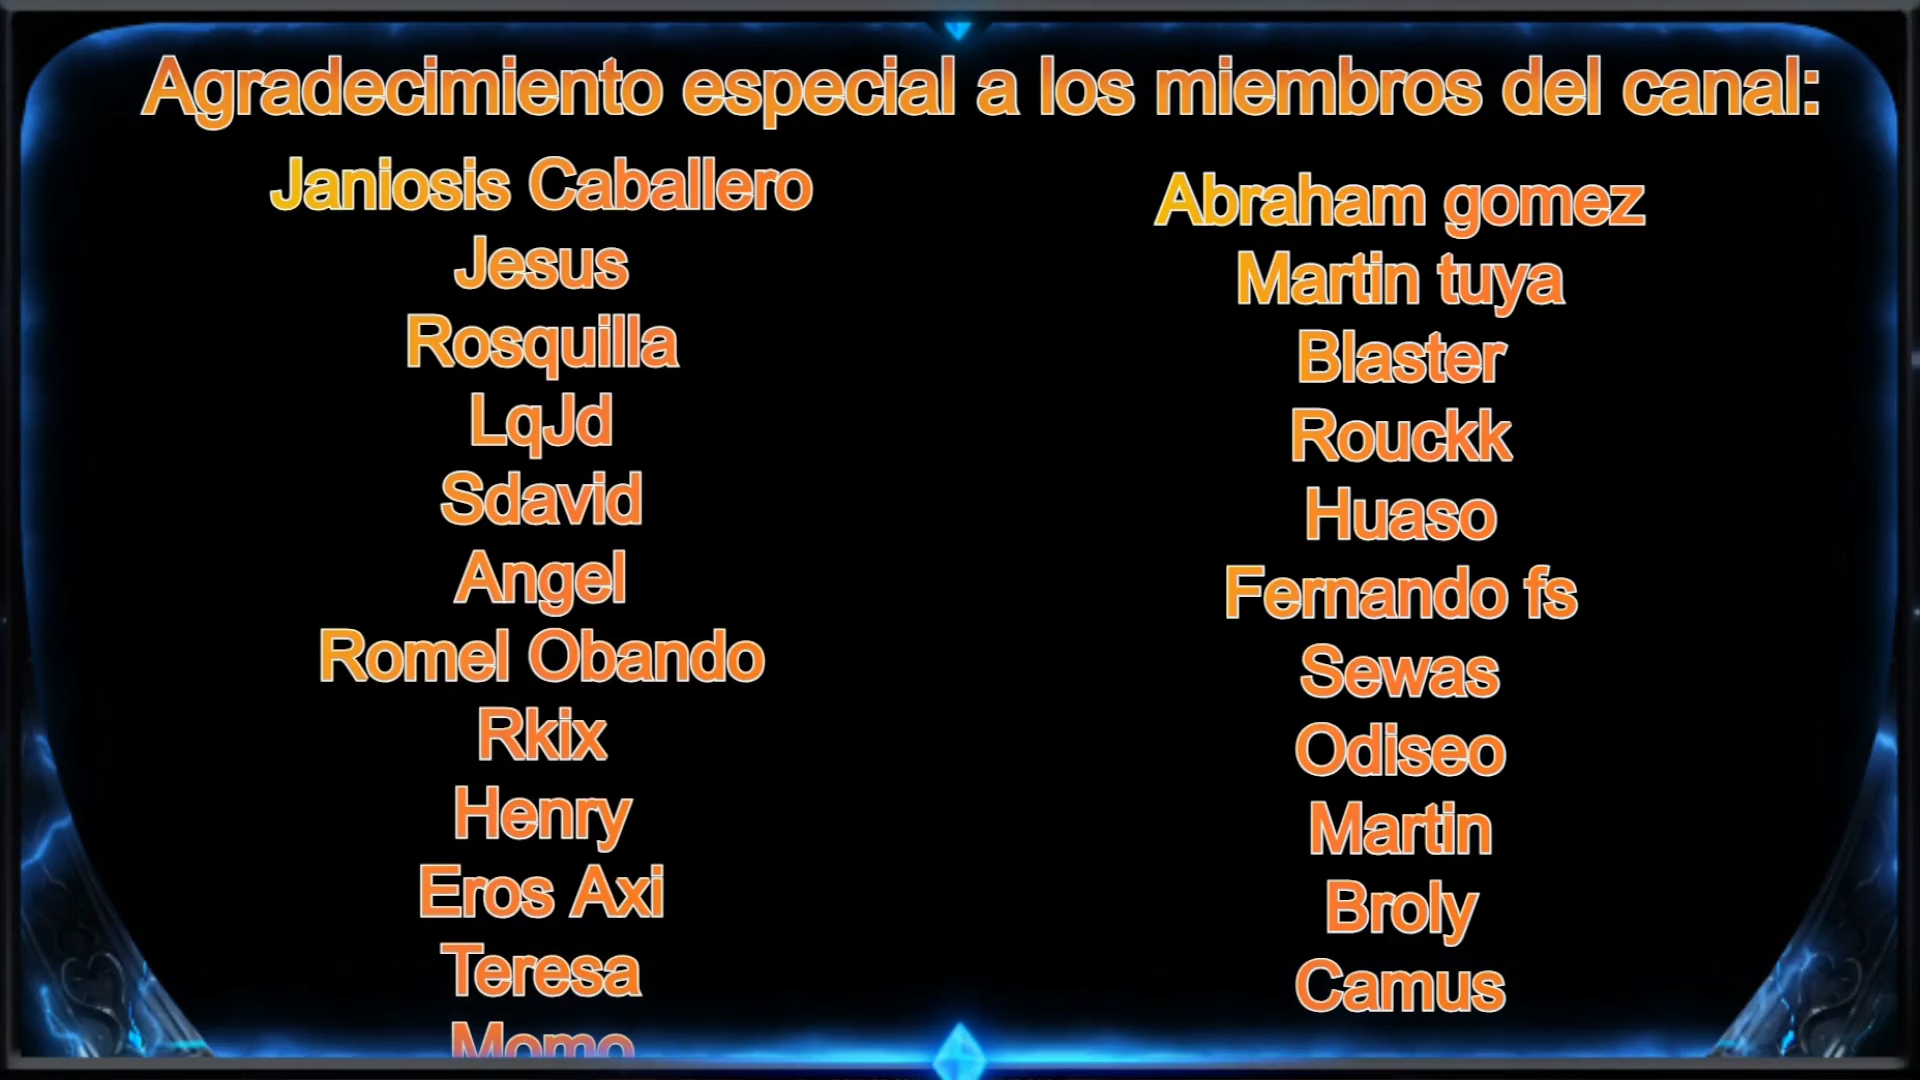 Agradecimiento especial a los miembros del canal:
Janiosis Caballero
Jesus
Rosquilla
LqJd
Sdavid
Angel
Romel Obando
Rkix
Henry
Eros Axi
Teresa
Momo
Abraham gomez
Martin tuya
Blaster
Rouckk
Huaso
Fernando fs
Sewas
Odiseo
Martin
Broly
Camus